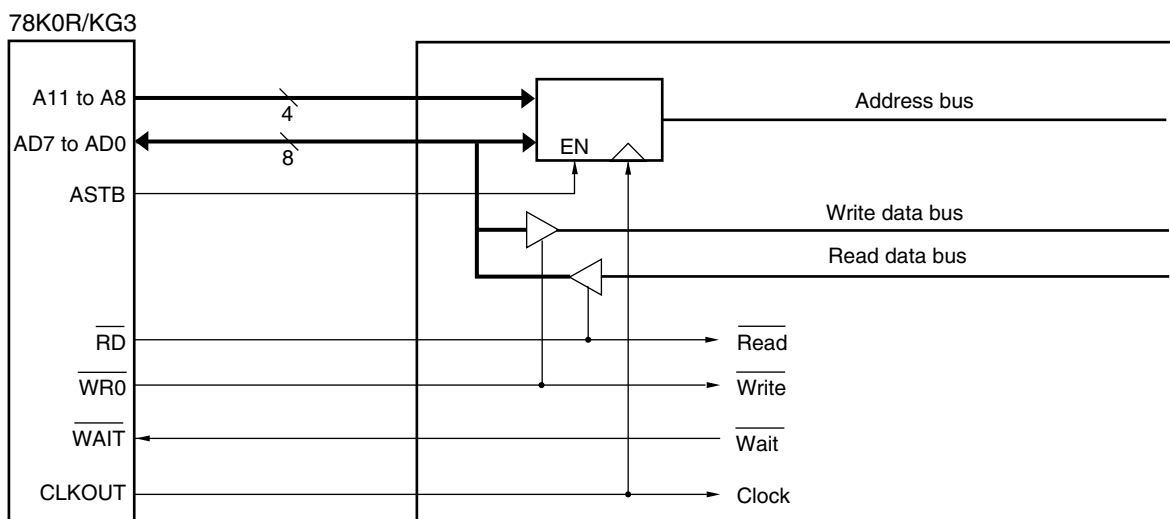 78K0R/KG3
A11 to A8
4
Address bus
AD7 to AD0
8
EN
ASTB
Write data bus
Read data bus
RD
Read
WR0
Write
WAIT
Wait
CLKOUT
Clock